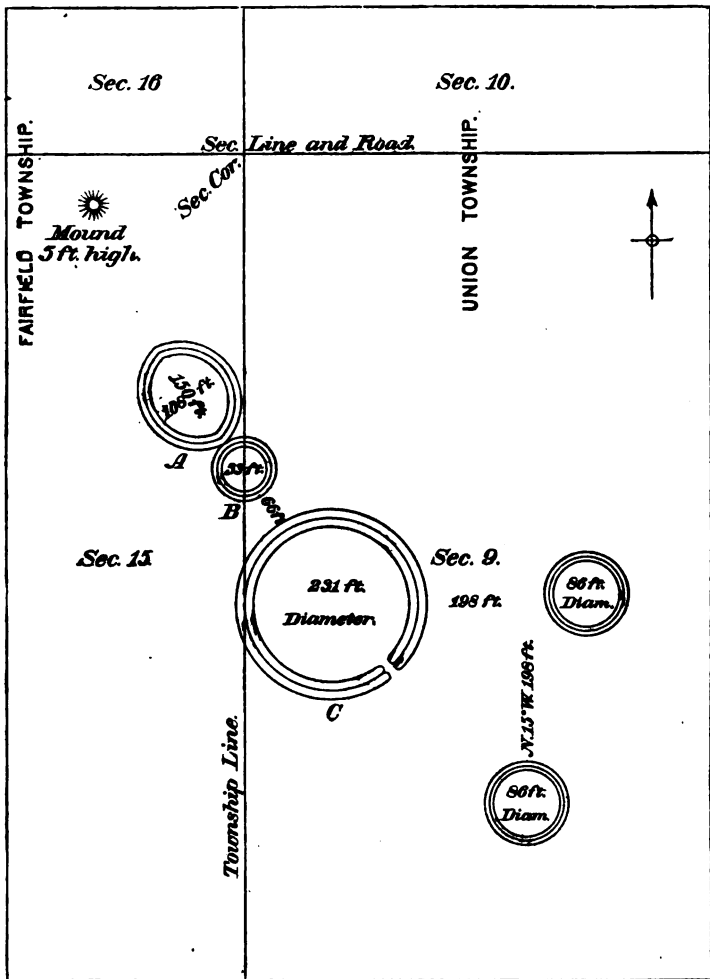 Sec. 16
Sec. 10.
FAIRFIELD TOWNSHIP.
UNION TOWNSHIP.
Sec. Line and Road.
Sec. Cor.
Mound
5 ft. high.
150 ft.
ft.
A
33 ft.
B
66 ft.
Sec. 15.
Sec. 9.
231 ft.
Diameter.
198 ft.
86 ft.
Diam.
C
N. 15° W. 198 ft.
Township Line.
86 ft.
Diam.